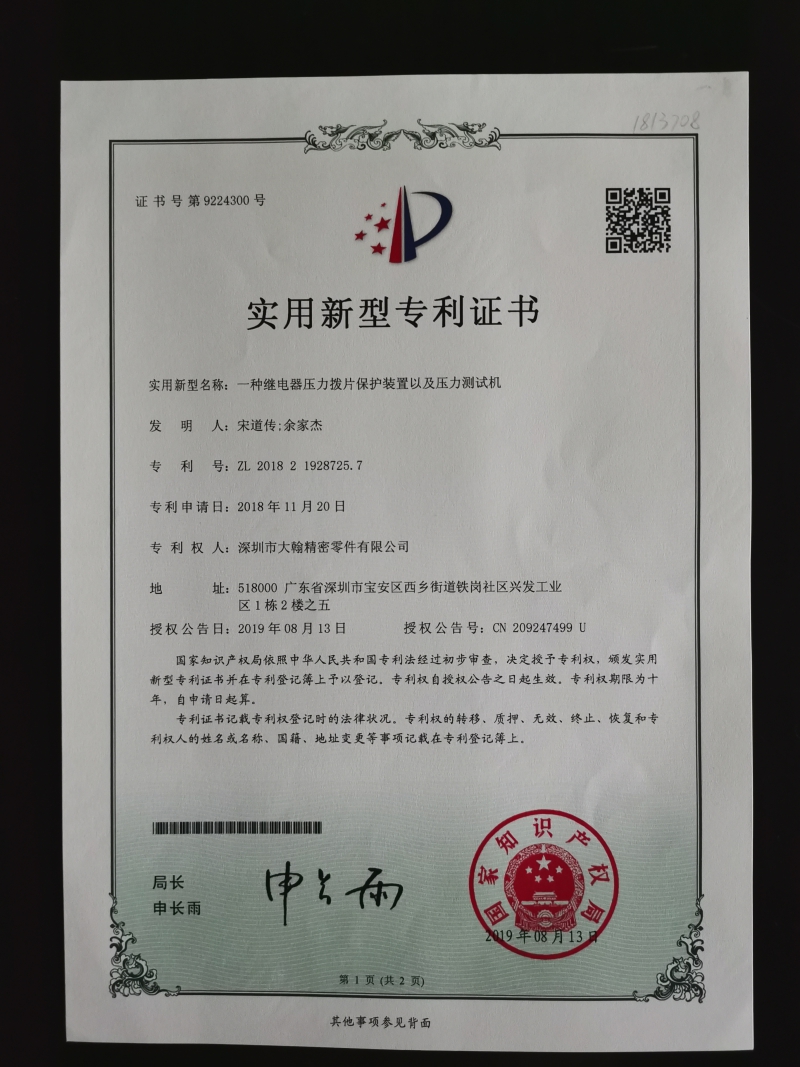 1813708
证书号第9224300号
实用新型专利证书
实用新型名称：一种继电器压力拨片保护装置以及压力测试机
发明人：宋道传;余家杰
专利号：ZL 2018 2 1928725.7
专利申请日：2018年11月20日
专利权人：深圳市大翰精密零件有限公司
地址：518000 广东省深圳市宝安区西乡街道铁岗社区兴发工业
区1栋2楼之五
授权公告日：2019年08月13日 授权公告号：CN 209247499 U
国家知识产权局依照中华人民共和国专利法经过初步审查，决定授予专利权，颁发实用
新型专利证书并在专利登记簿上予以登记。专利权自授权公告之日起生效。专利权期限为十
年，自申请日起算。
专利证书记载专利权登记时的法律状况。专利权的转移、质押、无效、终止、恢复和专
利权人的姓名或名称、国籍、地址变更等事项记载在专利登记簿上。
局长
申长雨
申长雨
国家知识产权局
2019年08月13日
第1页(共2页)
其他事项参见背面